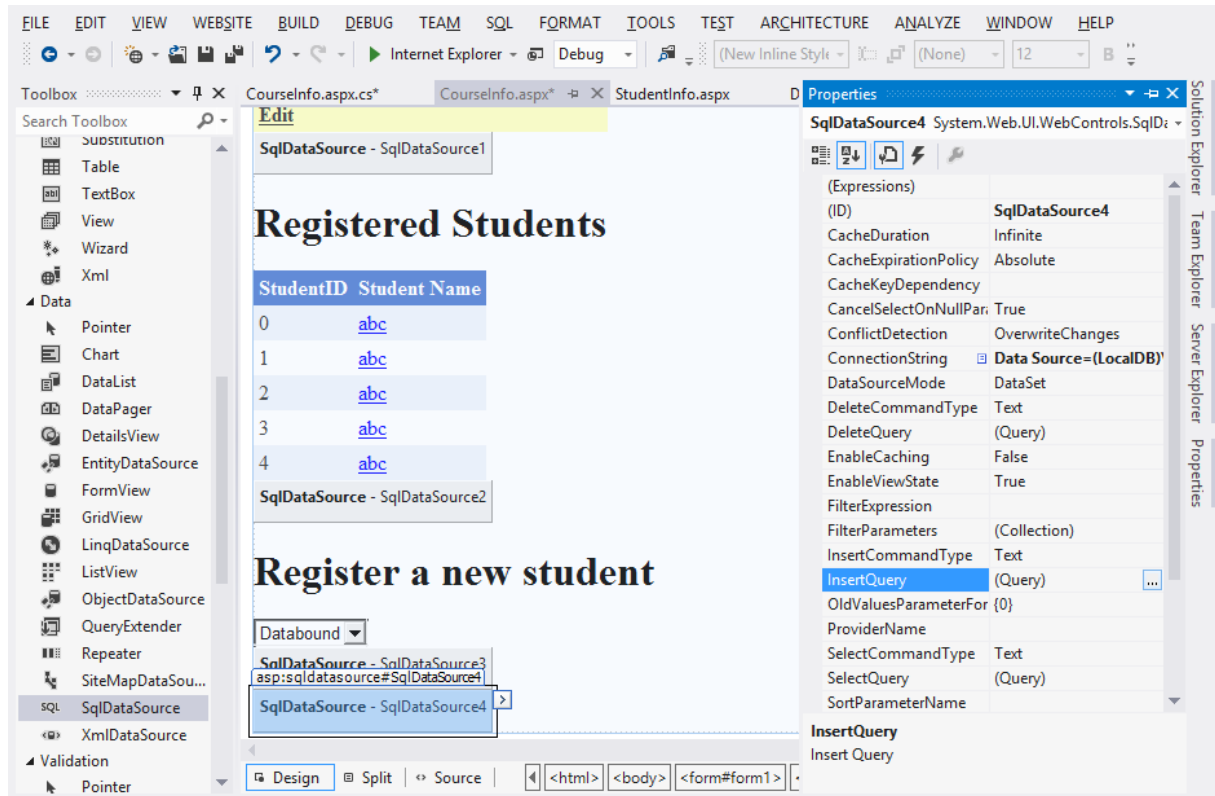 FILE EDIT VIEW WEBSITE BUILD DEBUG TEAM SQL FORMAT TOOLS TEST ARCHITECTURE ANALYZE WINDOW HELP
Internet Explorer Debug (New Inline Style (None) 12 B
Toolbox
Search Toolbox
Substitution
Table
TextBox
View
Wizard
Xml
Data
Pointer
Chart
DataList
DataPager
DetailsView
EntityDataSource
FormView
GridView
LinqDataSource
ListView
ObjectDataSource
QueryExtender
Repeater
SiteMapDataSou...
SQL SqlDataSource
XmlDataSource
Validation
Pointer
CourseInfo.aspx.cs* CourseInfo.aspx* StudentInfo.aspx D
Edit
SqlDataSource - SqlDataSource1
Registered Students
StudentID Student Name
0 abc
1 abc
2 abc
3 abc
4 abc
SqlDataSource - SqlDataSource2
Register a new student
Databound
SqlDataSource - SqlDataSource3
asp:sqldatasource#SqlDataSource4
SqlDataSource - SqlDataSource4
Design Split Source <html> <body> <form#form1>
Properties
SqlDataSource4 System.Web.UI.WebControls.SqlDa
(Expressions)
(ID) SqlDataSource4
CacheDuration Infinite
CacheExpirationPolicy Absolute
CacheKeyDependency
CancelSelectOnNullPara True
ConflictDetection OverwriteChanges
ConnectionString Data Source=(LocalDB)\
DataSourceMode DataSet
DeleteCommandType Text
DeleteQuery (Query)
EnableCaching False
EnableViewState True
FilterExpression
FilterParameters (Collection)
InsertCommandType Text
InsertQuery (Query) ...
OldValuesParameterFor {0}
ProviderName
SelectCommandType Text
SelectQuery (Query)
SortParameterName
InsertQuery
Insert Query
Solution Explorer
Team Explorer
Server Explorer
Properties